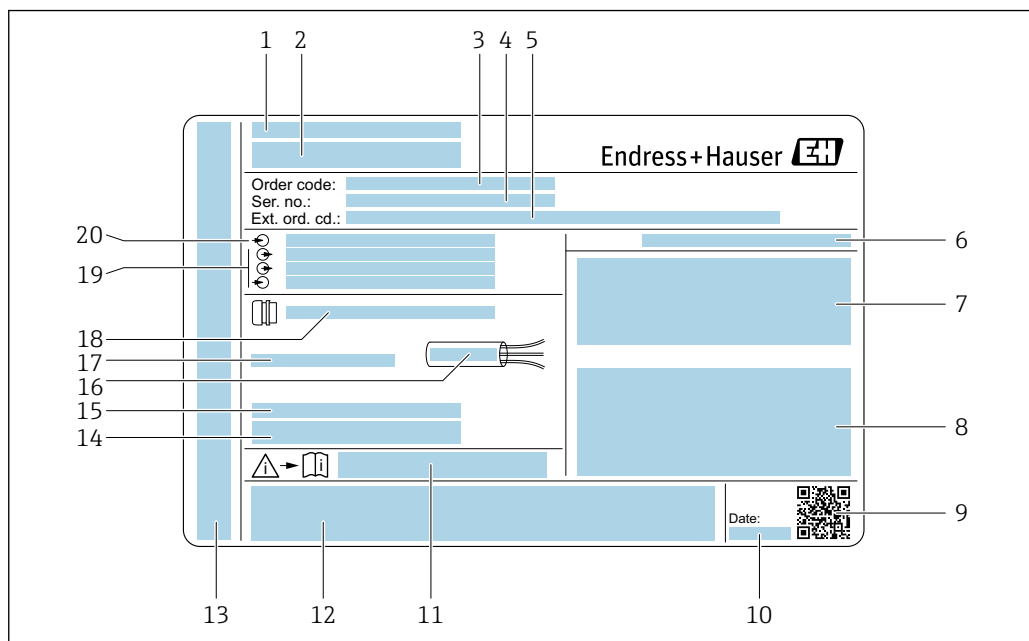 1 2 3 4 5
Endress+Hauser EH
Order code:
Ser. no.:
Ext. ord. cd.:
20
6
19
7
18
17
16
15
14
8
i i
9
Date:
13 12 11 10